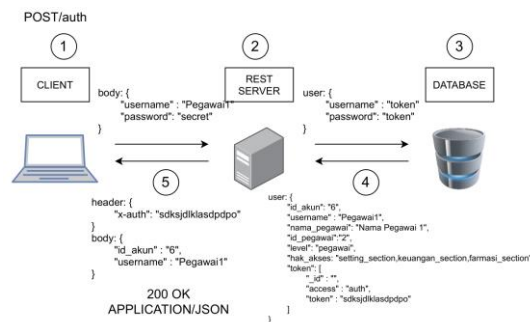 POST/auth
1
2
3
CLIENT
REST
SERVER
DATABASE
body: {
"username" : "Pegawai1"
"password": "secret"
}
user: {
"username" : "token"
"password": "token"
}
5
4
header: {
"x-auth": "sdksjdlklasdpdpo"
}
body: {
"id_akun" : "6",
"username" : "Pegawai1"
}
200 OK
APPLICATION/JSON
user: {
"id_akun": "6",
"username" : "Pegawai1",
"nama_pegawai": "Nama Pegawai 1",
"id_pegawai":"2",
"level": "pegawai",
"hak_akses: "setting_section,keuangan_section,farmasi_section"
"token": [
"_id" : "",
"access" : "auth",
"token" : "sdksjdlklasdpdpo"
]
}